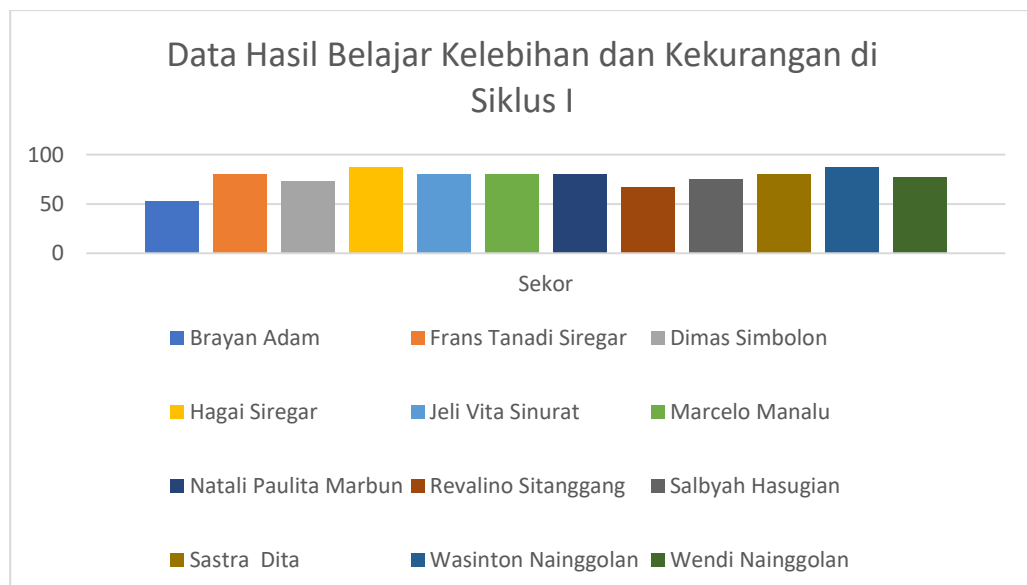 Data Hasil Belajar Kelebihan dan Kekurangan di
Siklus I
100
50
0
Sekor
Brayan Adam
Frans Tanadi Siregar
Dimas Simbolon
Hagai Siregar
Jeli Vita Sinurat
Marcelo Manalu
Natali Paulita Marbun
Revalino Sitanggang
Salbyah Hasugian
Sastra  Dita
Wasinton Nainggolan
Wendi Nainggolan